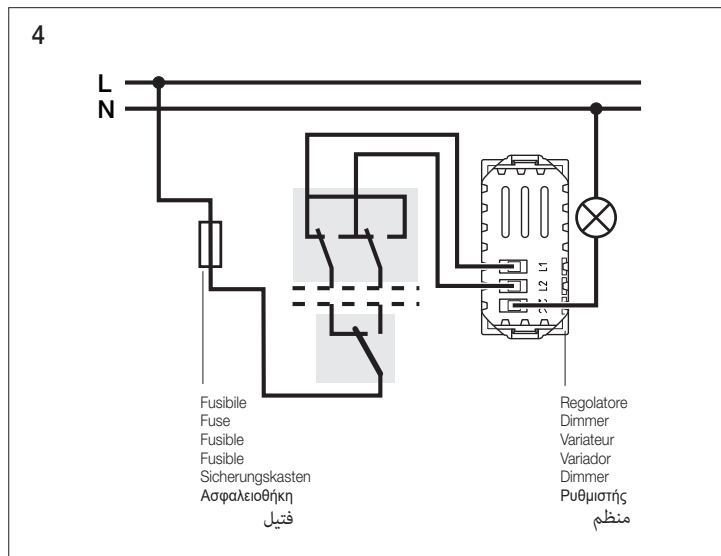 4
L
N
L1
L2
Fusibile
Fuse
Fusible
Fusible
Sicherungskasten
Ασφαλειοθήκη
فتيل
Regolatore
Dimmer
Variateur
Variador
Dimmer
Ρυθμιστής
منظم